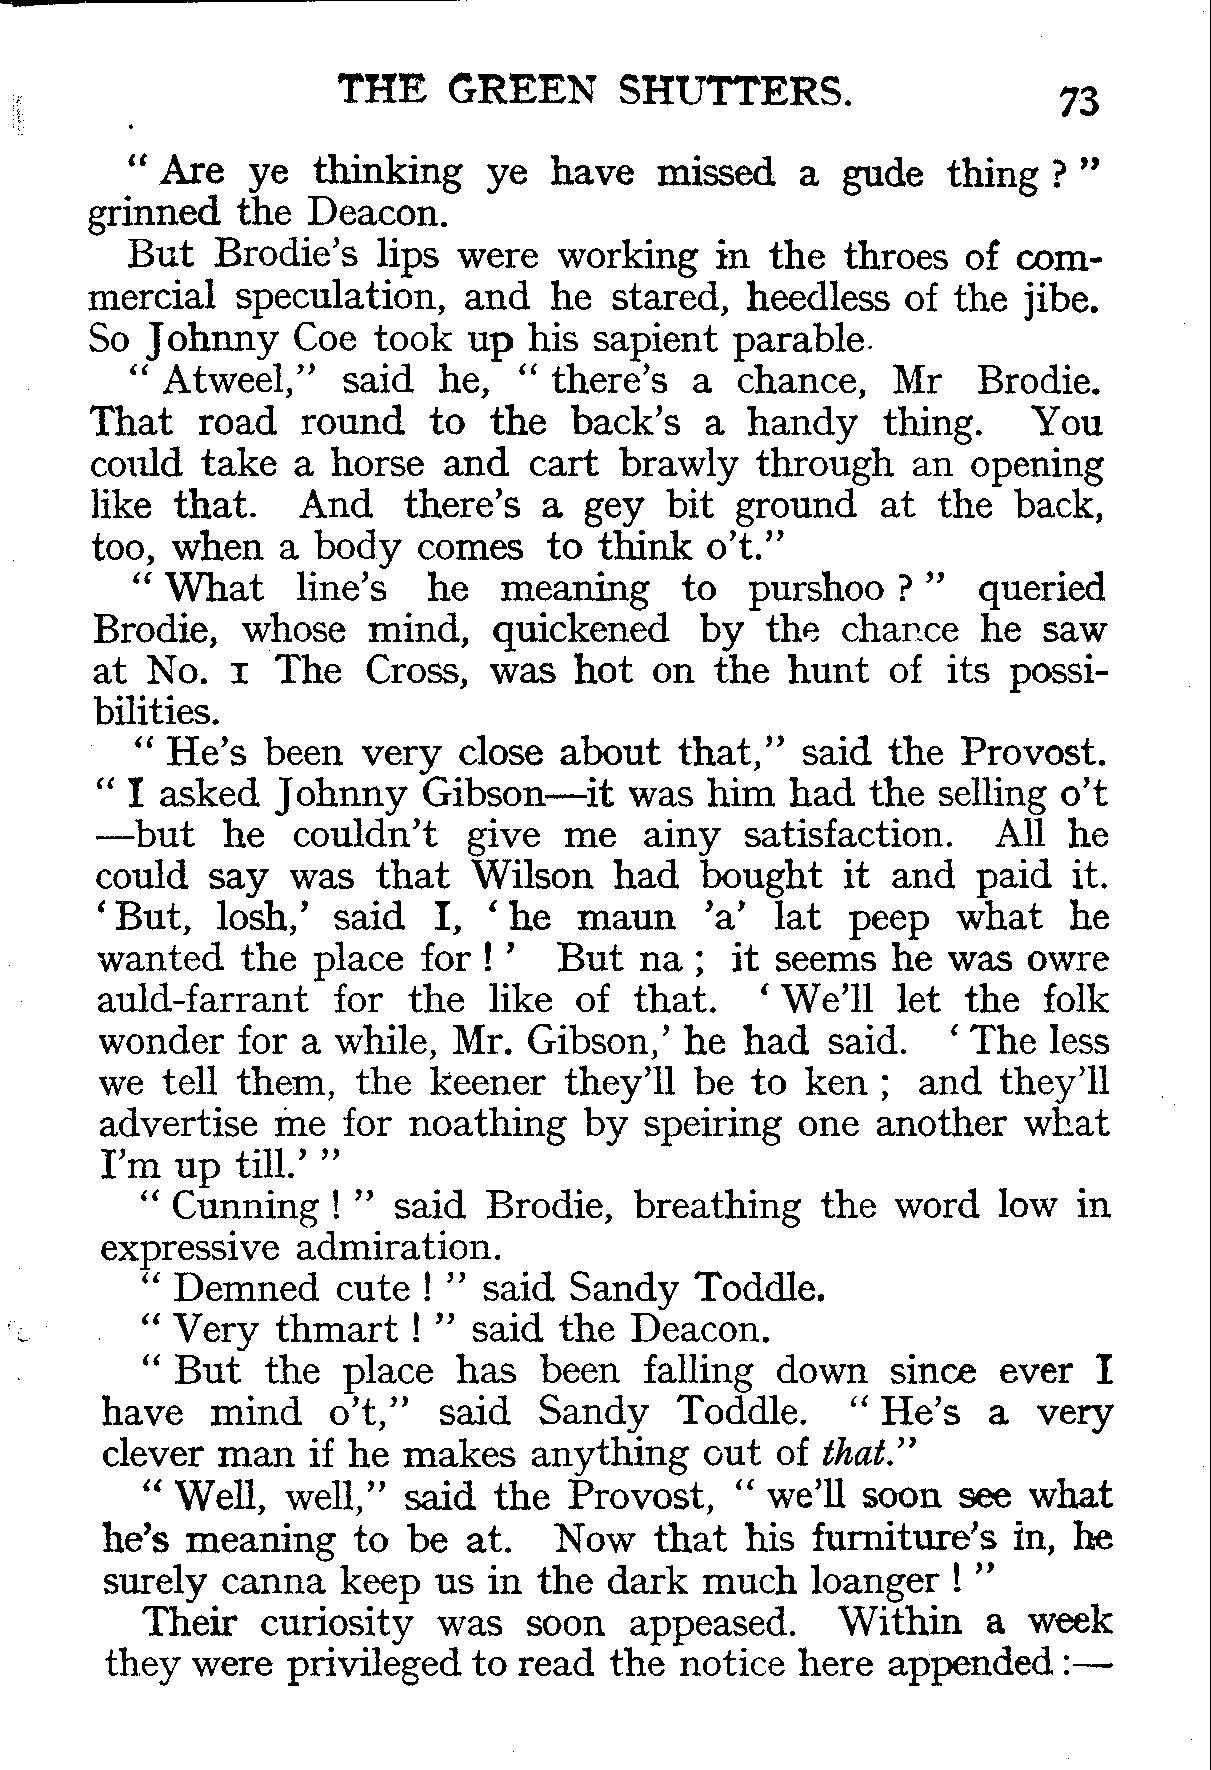 THE GREEN SHUTTERS. 73
" Are ye thinking ye have missed a gude thing ? "
grinned the Deacon.
But Brodie's lips were working in the throes of com-
mercial speculation, and he stared, heedless of the jibe.
So Johnny Coe took up his sapient parable.
" Atweel," said he, " there's a chance, Mr Brodie.
That road round to the back's a handy thing. You
could take a horse and cart brawly through an opening
like that. And there's a gey bit ground at the back,
too, when a body comes to think o't."
" What line's he meaning to purshoo ? " queried
Brodie, whose mind, quickened by the chance he saw
at No. 1 The Cross, was hot on the hunt of its possi-
bilities.
" He's been very close about that," said the Provost.
" I asked Johnny Gibson—it was him had the selling o't
—but he couldn't give me ainy satisfaction. All he
could say was that Wilson had bought it and paid it.
' But, losh,' said I, ' he maun 'a' lat peep what he
wanted the place for ! ' But na ; it seems he was owre
auld-farrant for the like of that. ' We'll let the folk
wonder for a while, Mr. Gibson,' he had said. ' The less
we tell them, the keener they'll be to ken ; and they'll
advertise me for noathing by speiring one another what
I'm up till.' "
" Cunning ! " said Brodie, breathing the word low in
expressive admiration.
" Demned cute ! " said Sandy Toddle.
" Very thmart ! " said the Deacon.
" But the place has been falling down since ever I
have mind o't," said Sandy Toddle. " He's a very
clever man if he makes anything out of that."
" Well, well," said the Provost, " we'll soon see what
he's meaning to be at. Now that his furniture's in, he
surely canna keep us in the dark much loanger ! "
Their curiosity was soon appeased. Within a week
they were privileged to read the notice here appended :—